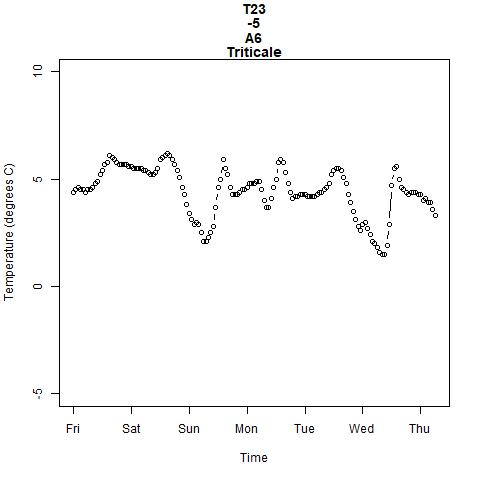 T23
-5
A6
Triticale
Temperature (degrees C)
10
5
0
-5
Fri Sat Sun Mon Tue Wed Thu
Time